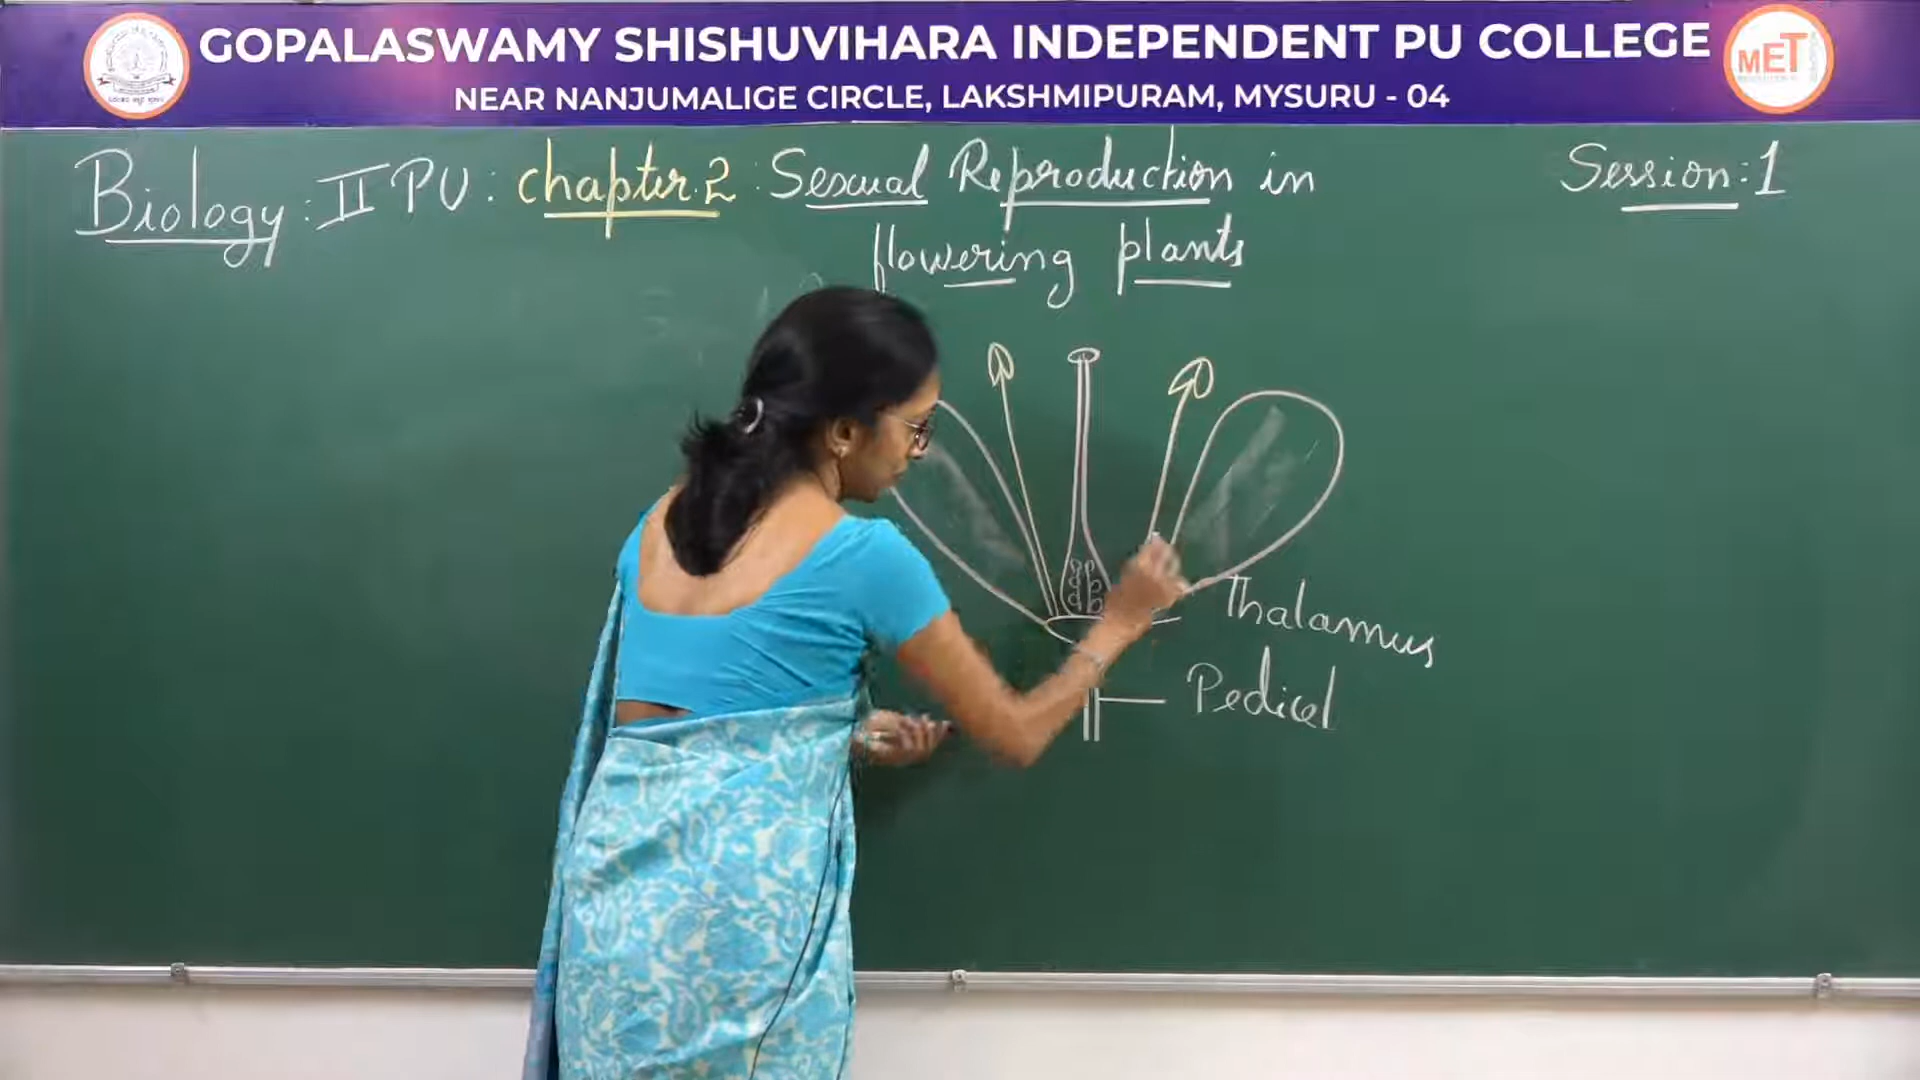 GOPALASWAMY SHISHUVIHARA INDEPENDENT PU COLLEGE
MET
NEAR NANJUMALIGE CIRCLE, LAKSHMIPURAM, MYSURU - 04
Biology: II PU: chapter.2: Sexual Reproduction in
flowering plants
Session:1
Thalamus
Pedicel